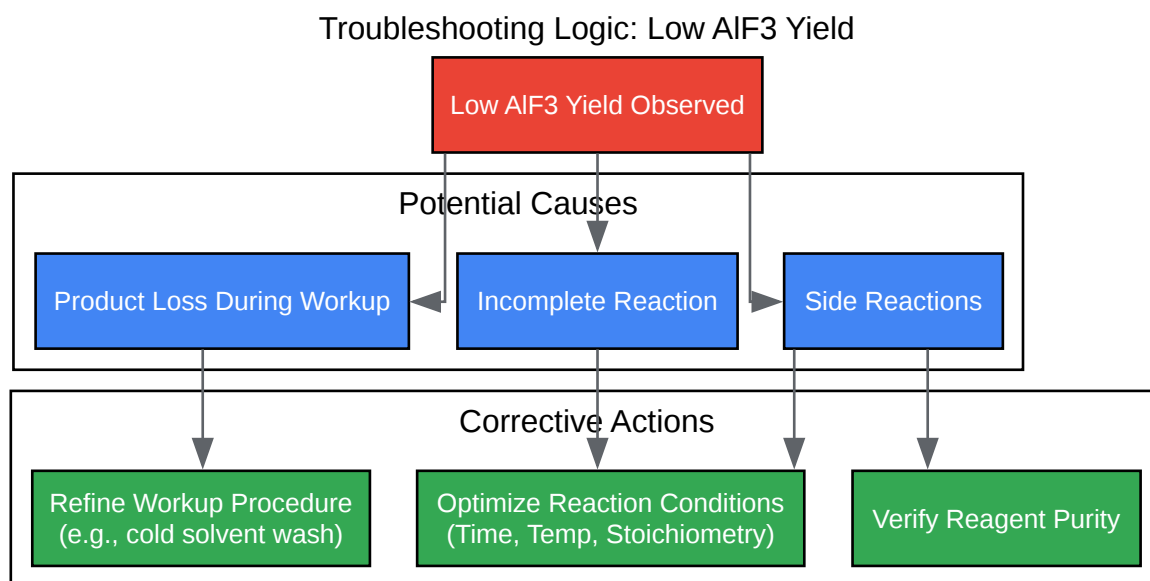 Troubleshooting Logic: Low AlF3 Yield
Low AlF3 Yield Observed
Potential Causes
Product Loss During Workup
Incomplete Reaction
Side Reactions
Corrective Actions
Refine Workup Procedure
(e.g., cold solvent wash)
Optimize Reaction Conditions
(Time, Temp, Stoichiometry)
Verify Reagent Purity